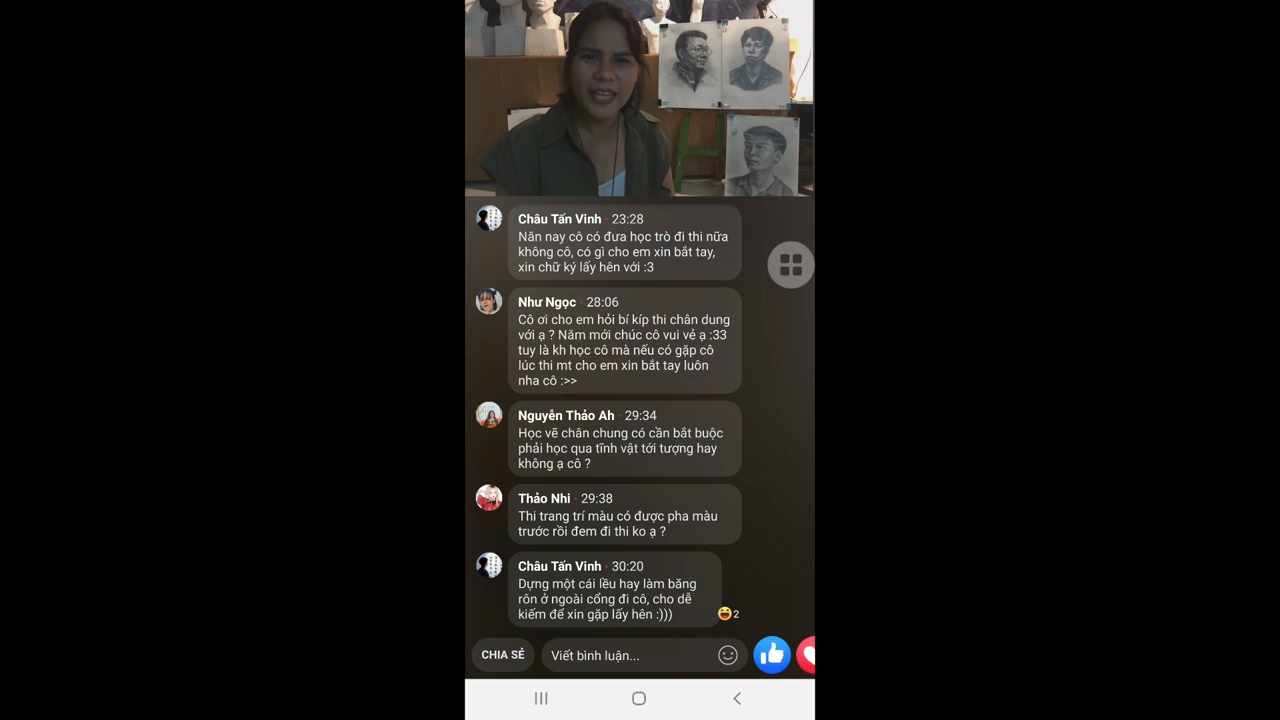 Châu Tấn Vinh · 23:28
Năn nay cô có đưa học trò đi thi nữa
không cô, có gì cho em xin bắt tay,
xin chữ ký lấy hên với :3
Như Ngọc · 28:06
Cô ơi cho em hỏi bí kíp thi chân dung
với ạ ? Năm mới chúc cô vui vẻ ạ :33
tuy là kh học cô mà nếu có gặp cô
lúc thi mt cho em xin bắt tay luôn
nha cô :>>
Nguyên Thảo Ah · 29:34
Học vẽ chân chung có cần bắt buộc
phải học qua tĩnh vật tới tượng hay
không ạ cô ?
Thảo Nhi · 29:38
Thi trang trí màu có được pha màu
trước rồi đem đi thi ko ạ ?
Châu Tấn Vinh · 30:20
Dựng một cái lều hay làm băng
rôn ở ngoài cổng đi cô, cho dễ
kiếm để xin gặp lấy hên :)))
2
CHIA SẺ
Viết bình luận...